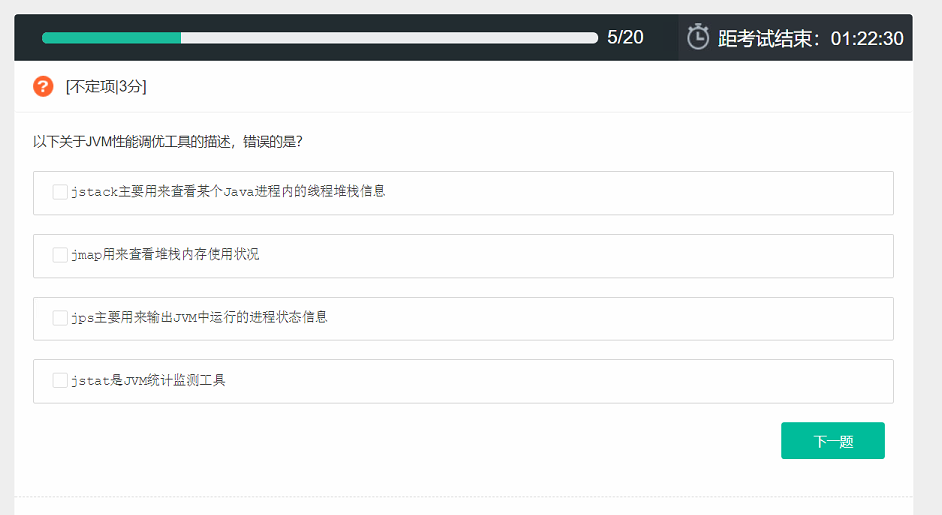 5/20 距考试结束：01:22:30
? [不定项|3分]
以下关于JVM性能调优工具的描述，错误的是?
jstack主要用来查看某个Java进程内的线程堆栈信息
jmap用来查看堆栈内存使用状况
jps主要用来输出JVM中运行的进程状态信息
jstat是JVM统计监测工具
下一题